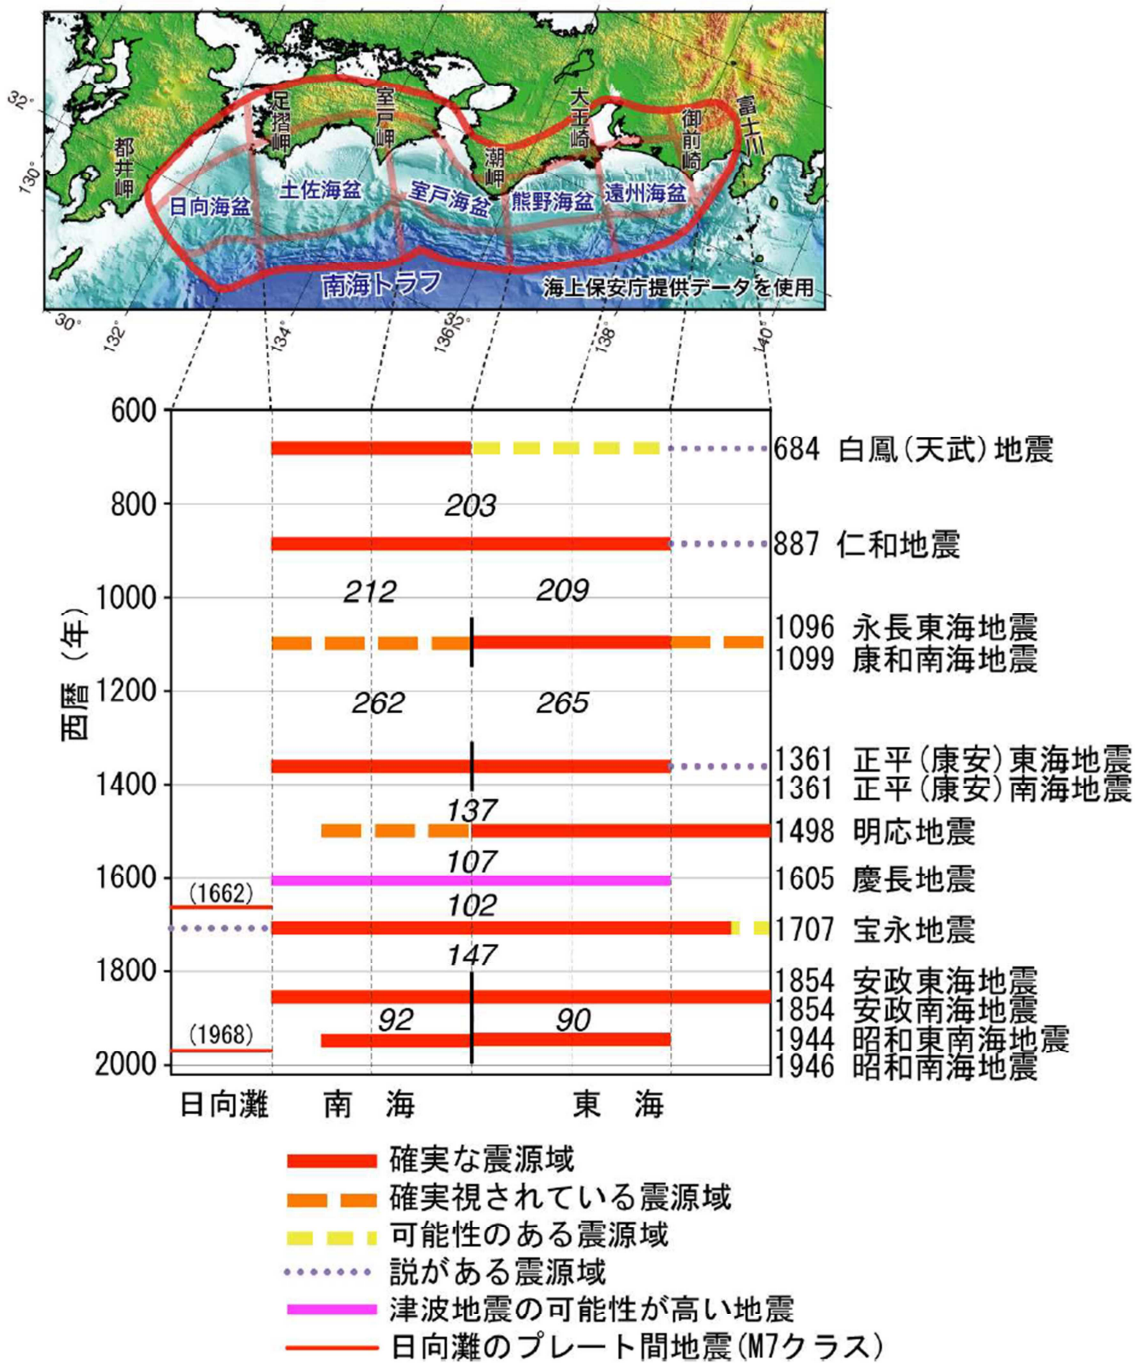 32°
130°
都井岬
足摺岬
室戸岬
潮岬
大王崎
御前崎
富士川
日向海盆
土佐海盆
室戸海盆
熊野海盆
遠州海盆
南海トラフ
海上保安庁提供データを使用
30°
132°
134°
136°
138°
140°
西暦(年)
600
684 白鳳(天武)地震
800
203
887 仁和地震
1000
212
209
1096 永長東海地震
1099 康和南海地震
1200
262
265
1361 正平(康安)東海地震
1361 正平(康安)南海地震
1400
137
1498 明応地震
107
1600
1605 慶長地震
(1662)
102
1707 宝永地震
147
1800
1854 安政東海地震
1854 安政南海地震
(1968)
92
90
1944 昭和東南海地震
1946 昭和南海地震
2000
日向灘
南 海
東 海
確実な震源域
確実視されている震源域
可能性のある震源域
説がある震源域
津波地震の可能性が高い地震
日向灘のプレート間地震(M7クラス)